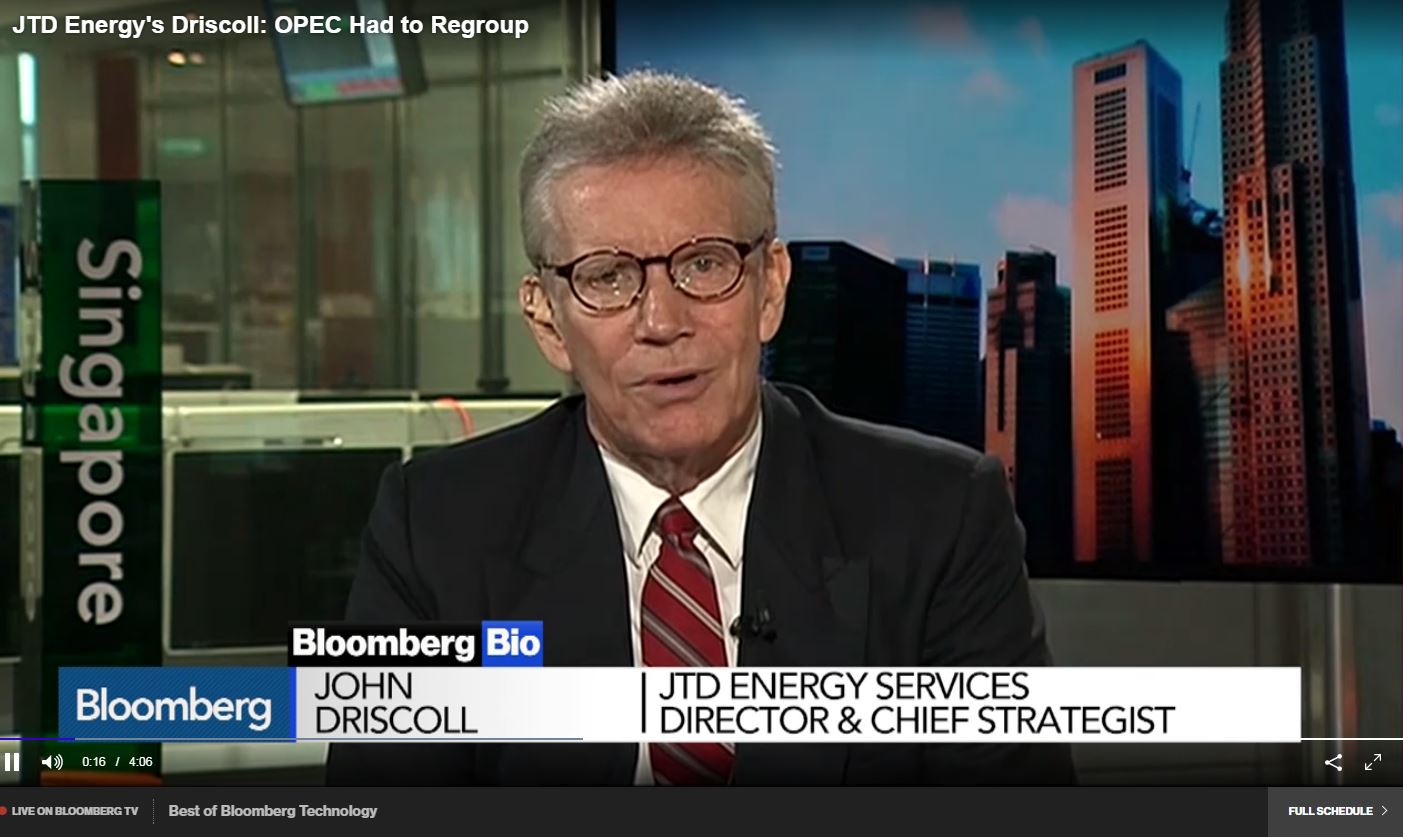 JTD Energy's Driscoll: OPEC Had to Regroup
Singapore
Bloomberg Bio
Bloomberg
JOHN
DRISCOLL
JTD ENERGY SERVICES
DIRECTOR & CHIEF STRATEGIST
0:16 / 4:06
LIVE ON BLOOMBERG TV
Best of Bloomberg Technology
FULL SCHEDULE